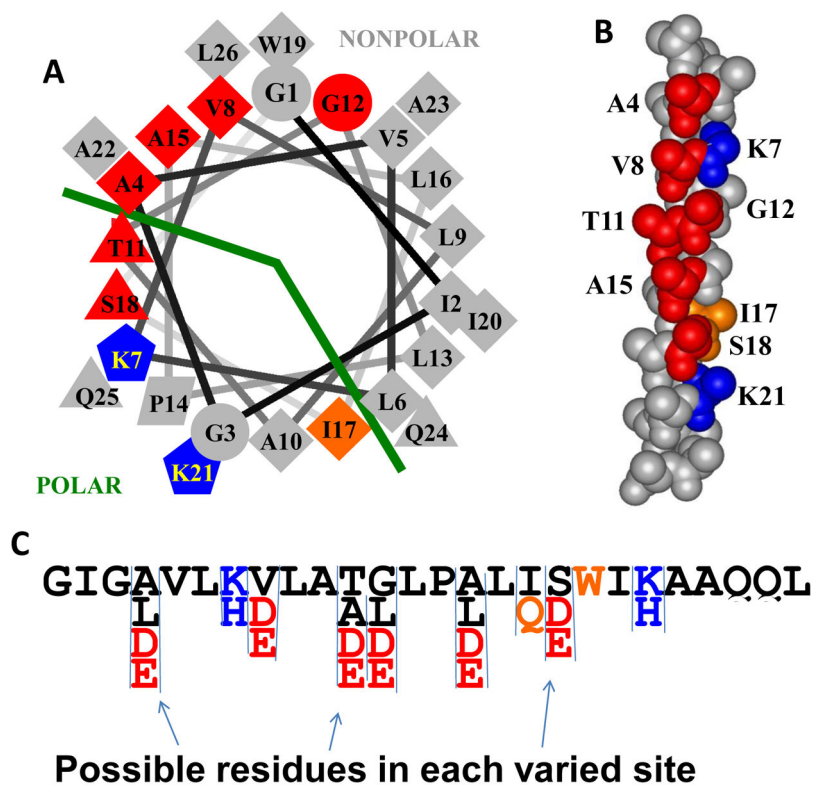 A
B
NONPOLAR
L26
W19
G1
V8
G12
A23
A15
V5
A22
A4
L16
T11
L9
S18
I2
I20
K7
L13
Q25
P14
L6
G3
A10
I17
Q24
K21
POLAR
A4
K7
V8
G12
T11
A15
I17
S18
K21
C
GIGAVLKVLATGLPALISWIKAAQQL
L H D A L L Q D H
D E D D D E
E E E E
Possible residues in each varied site